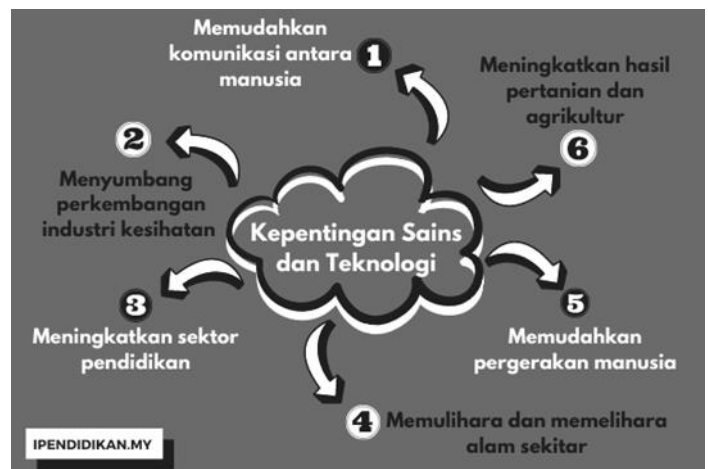 Kepentingan Sains
dan Teknologi
1
Memudahkan
komunikasi antara
manusia
2
Menyumbang
perkembangan
industri kesihatan
3
Meningkatkan sektor
pendidikan
4
Memulihara dan memelihara
alam sekitar
5
Memudahkan
pergerakan manusia
Meningkatkan hasil
pertanian dan
agrikultur
6
IPENDIDIKAN.MY